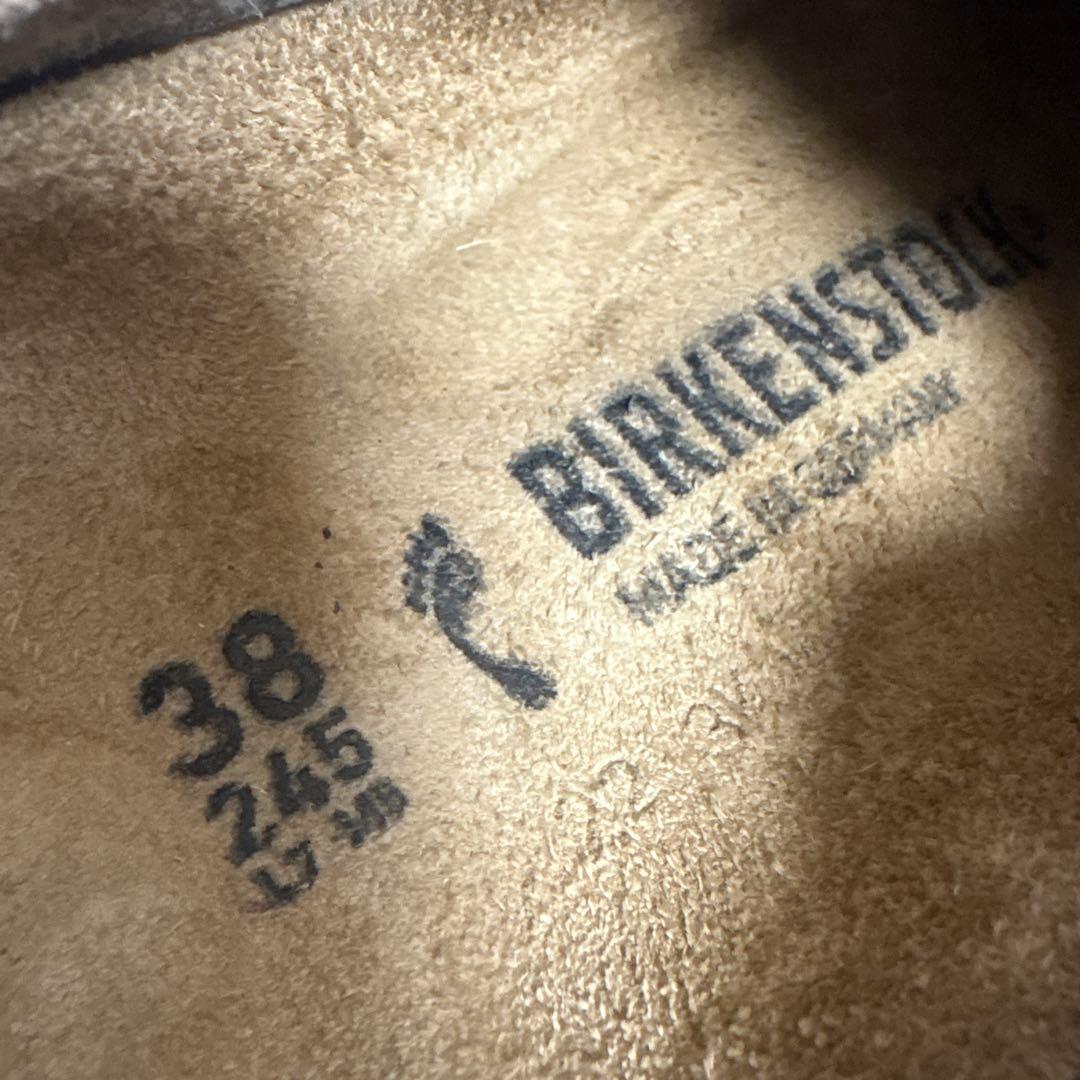 BIRKENSTOCK
MADE IN GERMANY
38
245
L7 M5